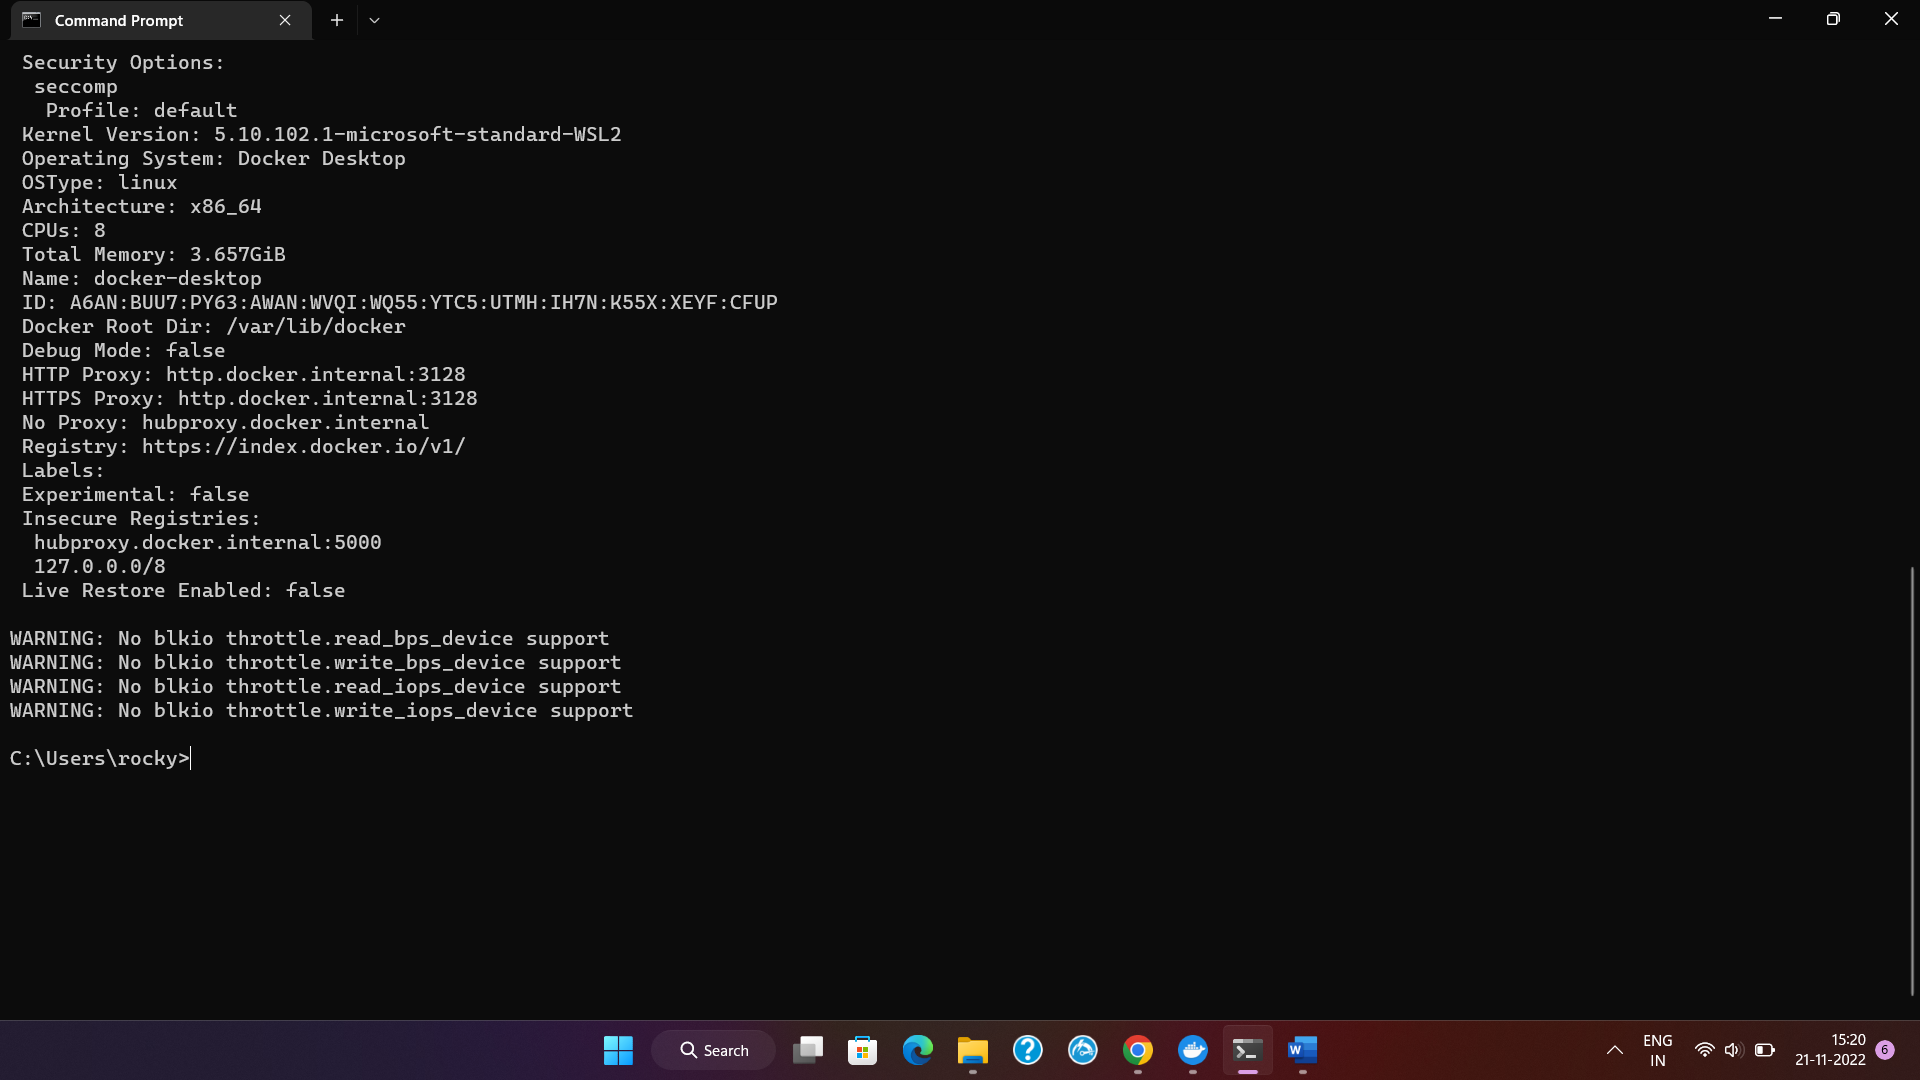 Command Prompt
Security Options:
seccomp
Profile: default
Kernel Version: 5.10.102.1-microsoft-standard-WSL2
Operating System: Docker Desktop
OSType: linux
Architecture: x86_64
CPUs: 8
Total Memory: 3.657GiB
Name: docker-desktop
ID: A6AN:BUU7:PY63:AWAN:WVQI:WQ55:YTC5:UTMH:IH7N:K55X:XEYF:CFUP
Docker Root Dir: /var/lib/docker
Debug Mode: false
HTTP Proxy: http.docker.internal:3128
HTTPS Proxy: http.docker.internal:3128
No Proxy: hubproxy.docker.internal
Registry: https://index.docker.io/v1/
Labels:
Experimental: false
Insecure Registries:
hubproxy.docker.internal:5000
127.0.0.0/8
Live Restore Enabled: false
WARNING: No blkio throttle.read_bps_device support
WARNING: No blkio throttle.write_bps_device support
WARNING: No blkio throttle.read_iops_device support
WARNING: No blkio throttle.write_iops_device support
C:\Users\rocky>
Search
ENG
IN
15:20
21-11-2022
6